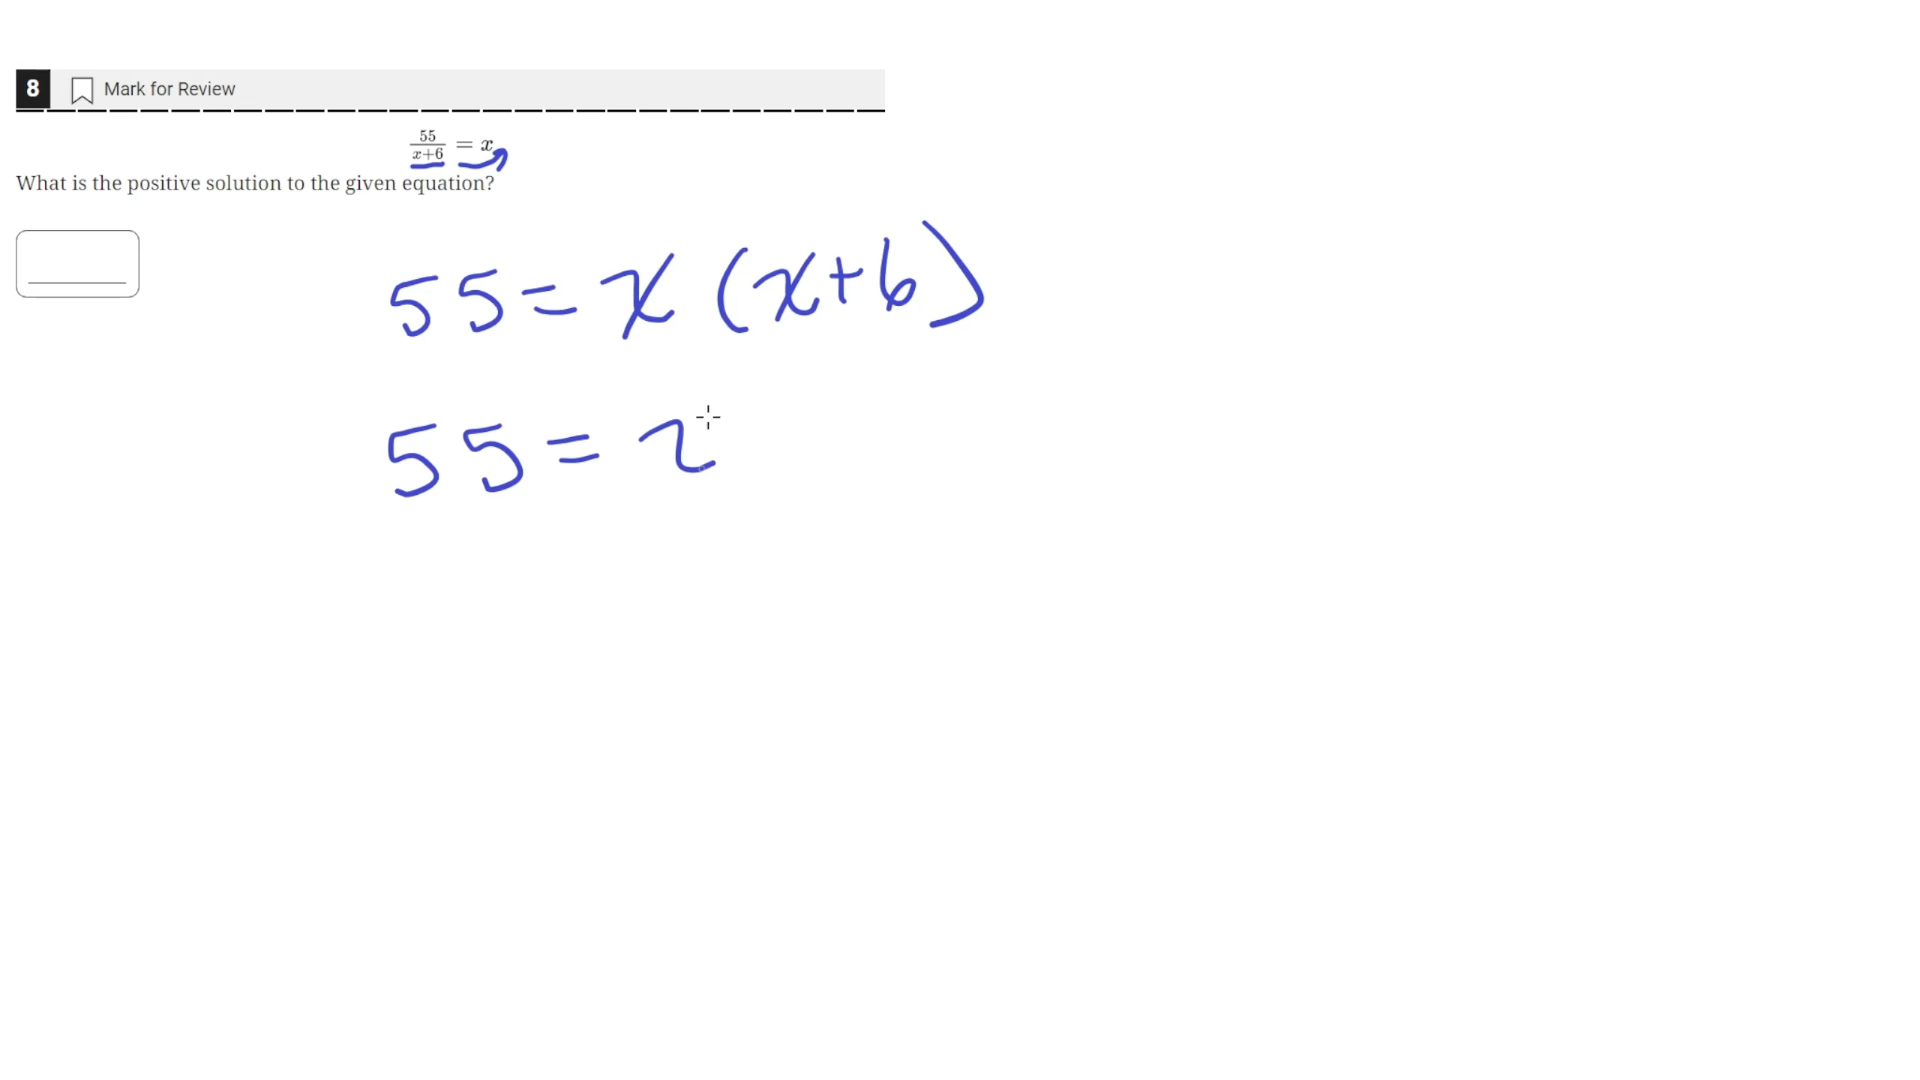 8 Mark for Review
55/(x+6) = x
What is the positive solution to the given equation?
55 = x (x+6)
55 =